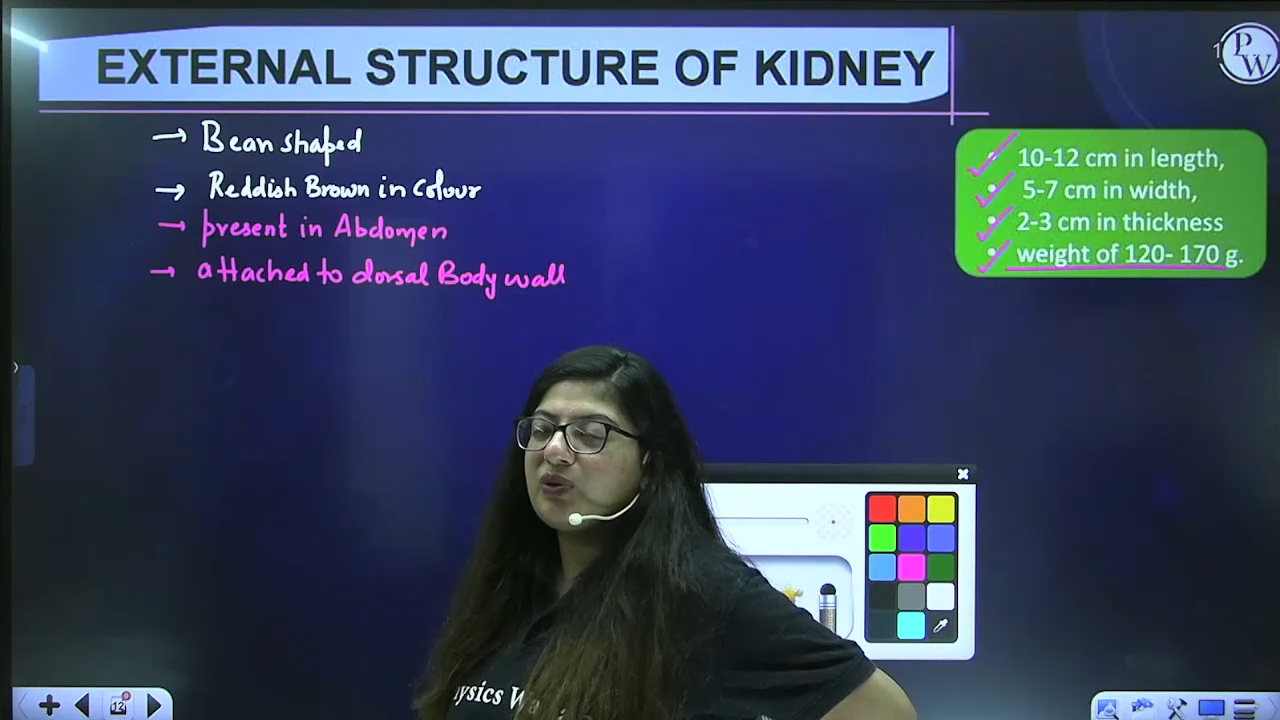 EXTERNAL STRUCTURE OF KIDNEY
PW
→ Bean shaped
→ Reddish Brown in Colour
→ present in Abdomen
→ attached to dorsal Body wall
• 10-12 cm in length,
• 5-7 cm in width,
• 2-3 cm in thickness
• weight of 120- 170 g.
12